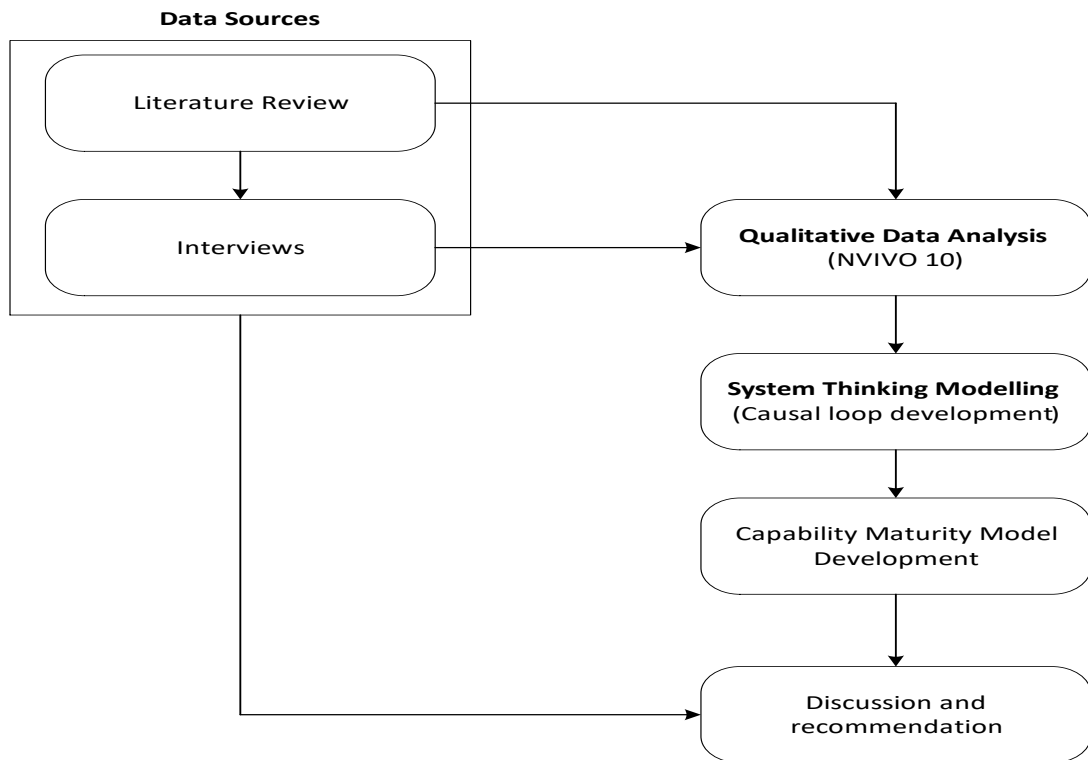 Data Sources
Literature Review
Interviews
Qualitative Data Analysis
(NVIVO 10)
System Thinking Modelling
(Causal loop development)
Capability Maturity Model
Development
Discussion and
recommendation